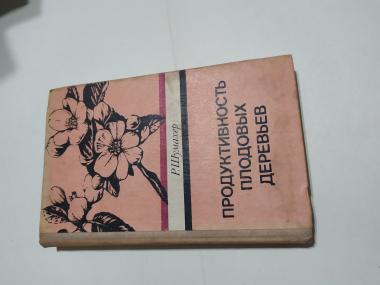 Р. Шумахер
ПРОДУКТИВНОСТЬ
ПЛОДОВЫХ
ДЕРЕВЬЕВ